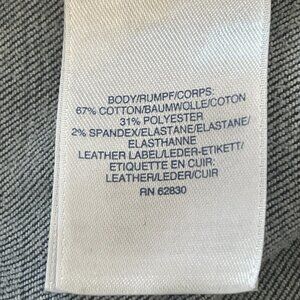 BODY/RUMPF/CORPS:
67% COTTON/BAUMWOLLE/COTON
31% POLYESTER
2% SPANDEX/ELASTANE/ELASTANE/
ELASTHANNE
LEATHER LABEL/LEDER-ETIKETT/
ETIQUETTE EN CUIR:
LEATHER/LEDER/CUIR
RN 62830